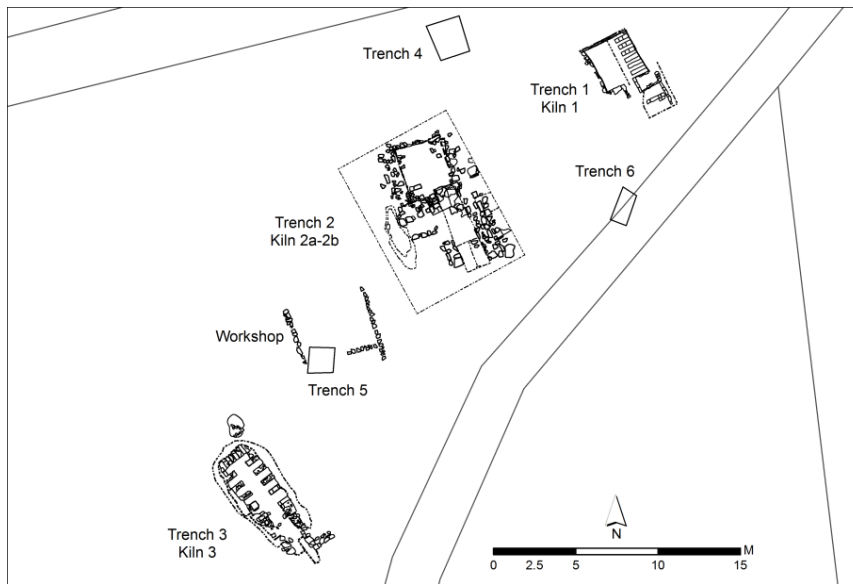 Trench 4
Trench 1
Kiln 1
Trench 6
Trench 2
Kiln 2a-2b
Workshop
Trench 5
Trench 3
Kiln 3
N
M
0 2.5 5 10 15